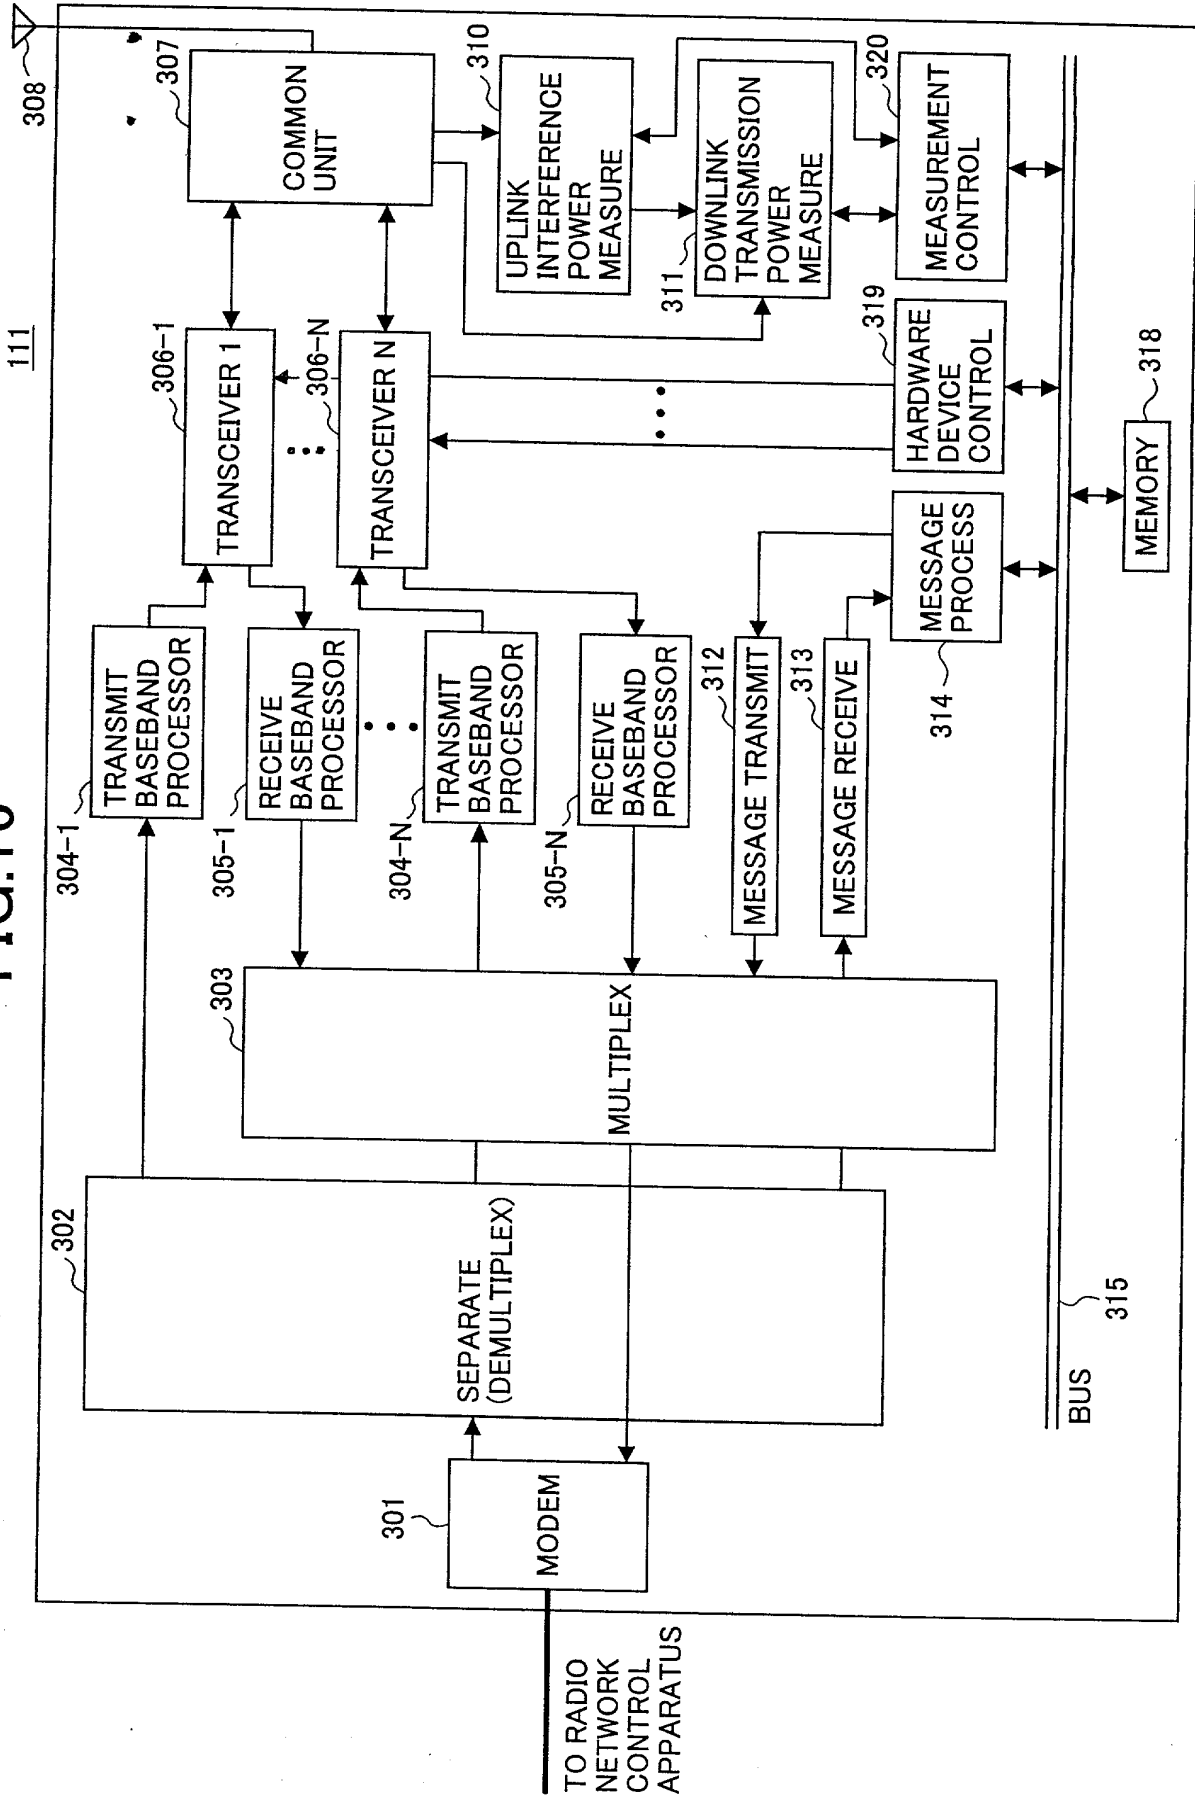 111
308
307
COMMON
UNIT
306-1
TRANSCEIVER 1
306-N
TRANSCEIVER N
310
UPLINK
INTERFERENCE
POWER
MEASURE
311
DOWNLINK
TRANSMISSION
POWER
MEASURE
320
MEASUREMENT
CONTROL
319
HARDWARE
DEVICE
CONTROL
318
MEMORY
304-1
TRANSMIT
BASEBAND
PROCESSOR
305-1
RECEIVE
BASEBAND
PROCESSOR
304-N
TRANSMIT
BASEBAND
PROCESSOR
305-N
RECEIVE
BASEBAND
PROCESSOR
312
MESSAGE TRANSMIT
313
MESSAGE RECEIVE
314
MESSAGE
PROCESS
303
MULTIPLEX
302
SEPARATE
(DEMULTIPLEX)
301
MODEM
315
BUS
TO RADIO
NETWORK
CONTROL
APPARATUS